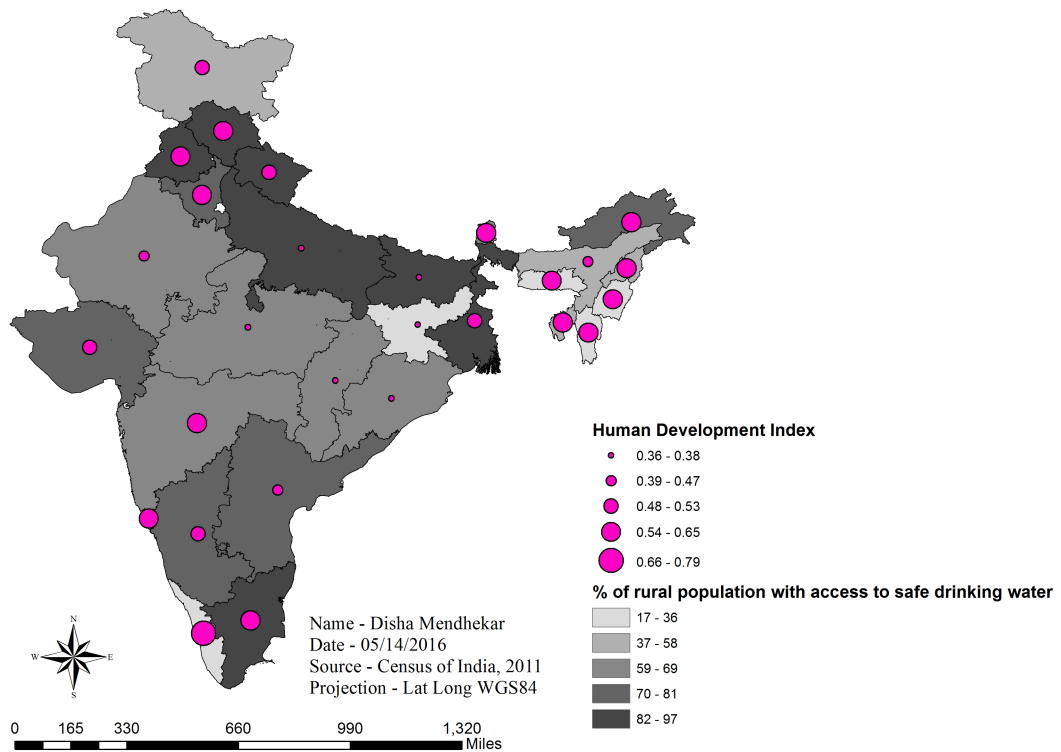 N
W E
S
Name - Disha Mendhekar
Date - 05/14/2016
Source - Census of India, 2011
Projection - Lat Long WGS84
0 165 330 660 990 1,320
Miles
Human Development Index
0.36 - 0.38
0.39 - 0.47
0.48 - 0.53
0.54 - 0.65
0.66 - 0.79
% of rural population with access to safe drinking water
17 - 36
37 - 58
59 - 69
70 - 81
82 - 97